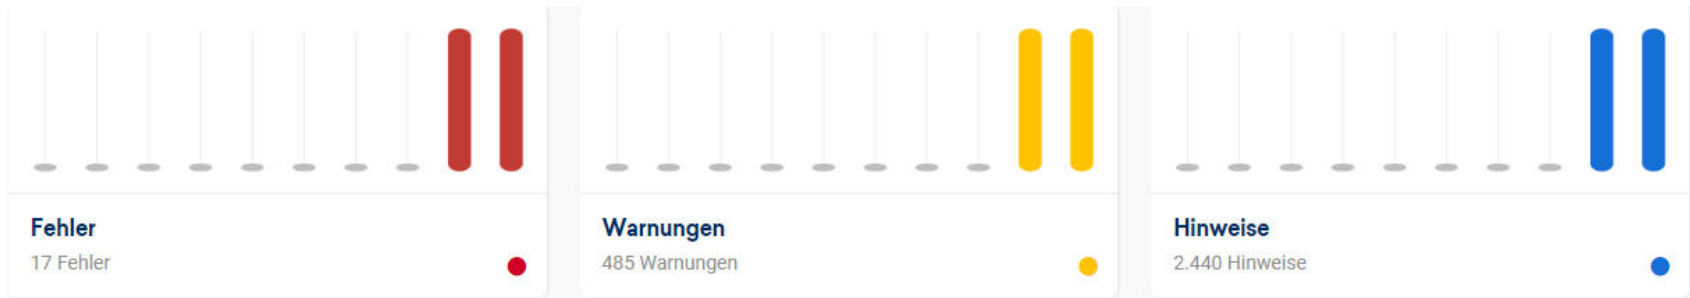 Fehler
17 Fehler
Warnungen
485 Warnungen
Hinweise
2.440 Hinweise